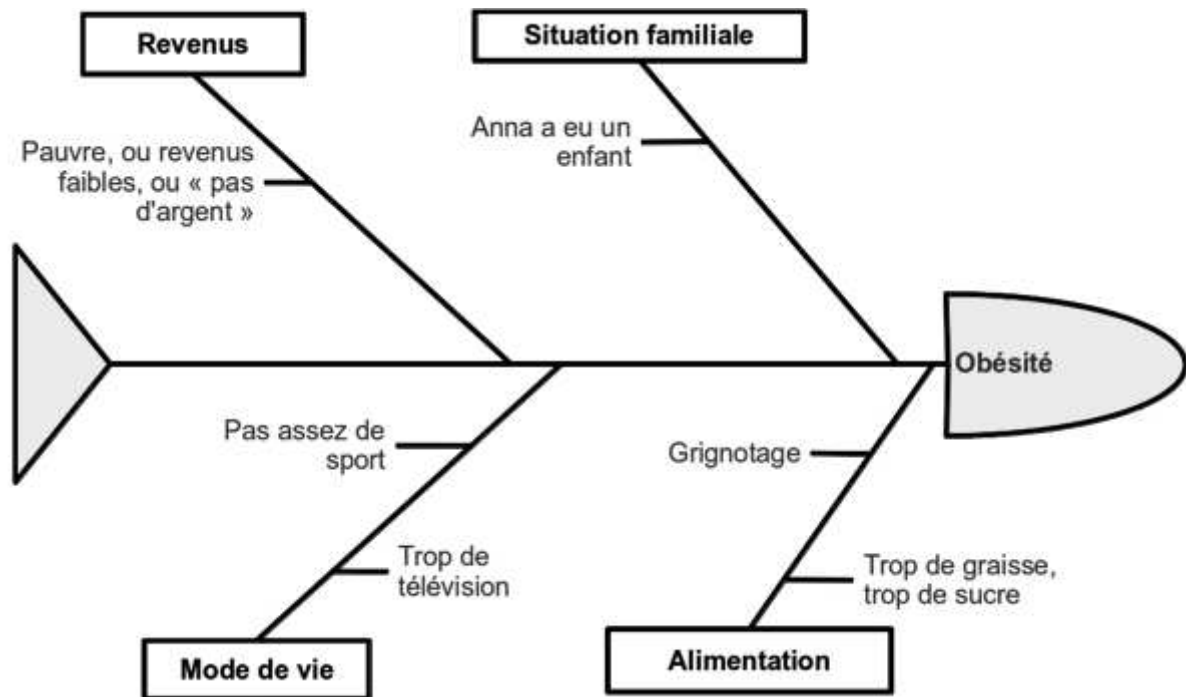 Revenus
Situation familiale
Pauvre, ou revenus
faibles, ou « pas
d'argent »
Anna a eu un
enfant
Obésité
Pas assez de
sport
Grignotage
Trop de
télévision
Trop de graisse,
trop de sucre
Mode de vie
Alimentation